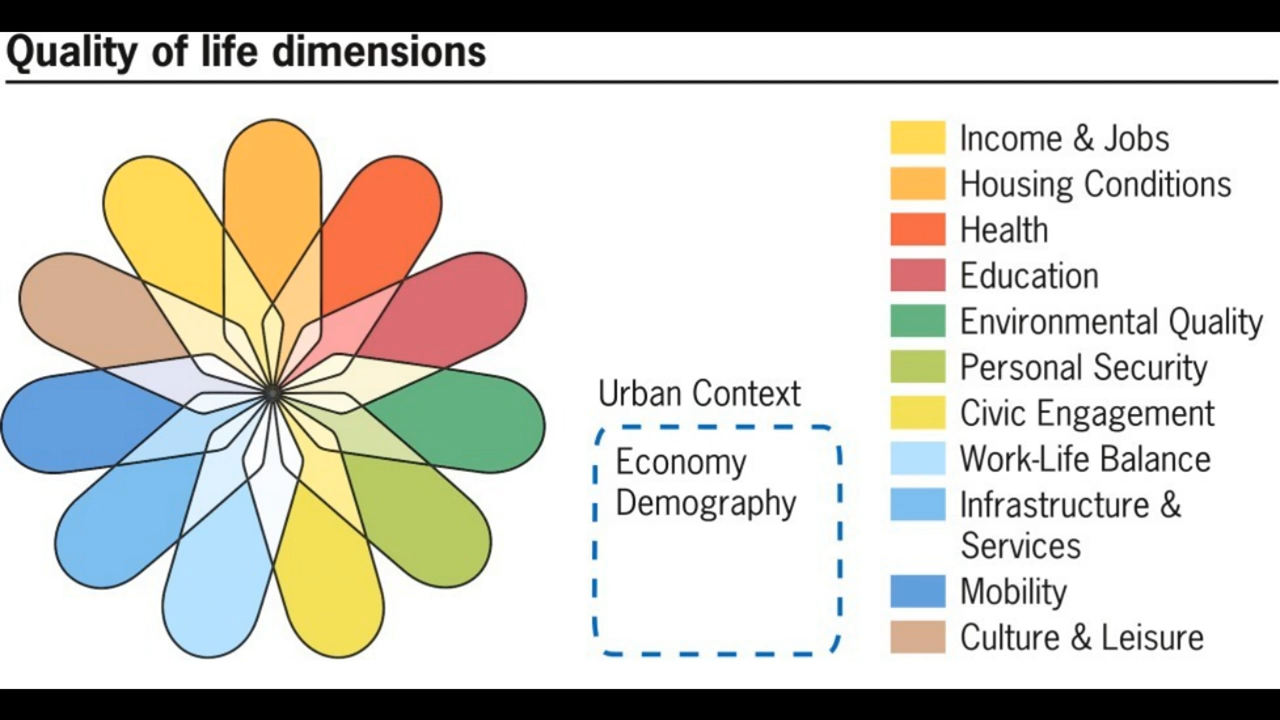 Quality of life dimensions
Urban Context
Economy
Demography
Income & Jobs
Housing Conditions
Health
Education
Environmental Quality
Personal Security
Civic Engagement
Work-Life Balance
Infrastructure &
Services
Mobility
Culture & Leisure